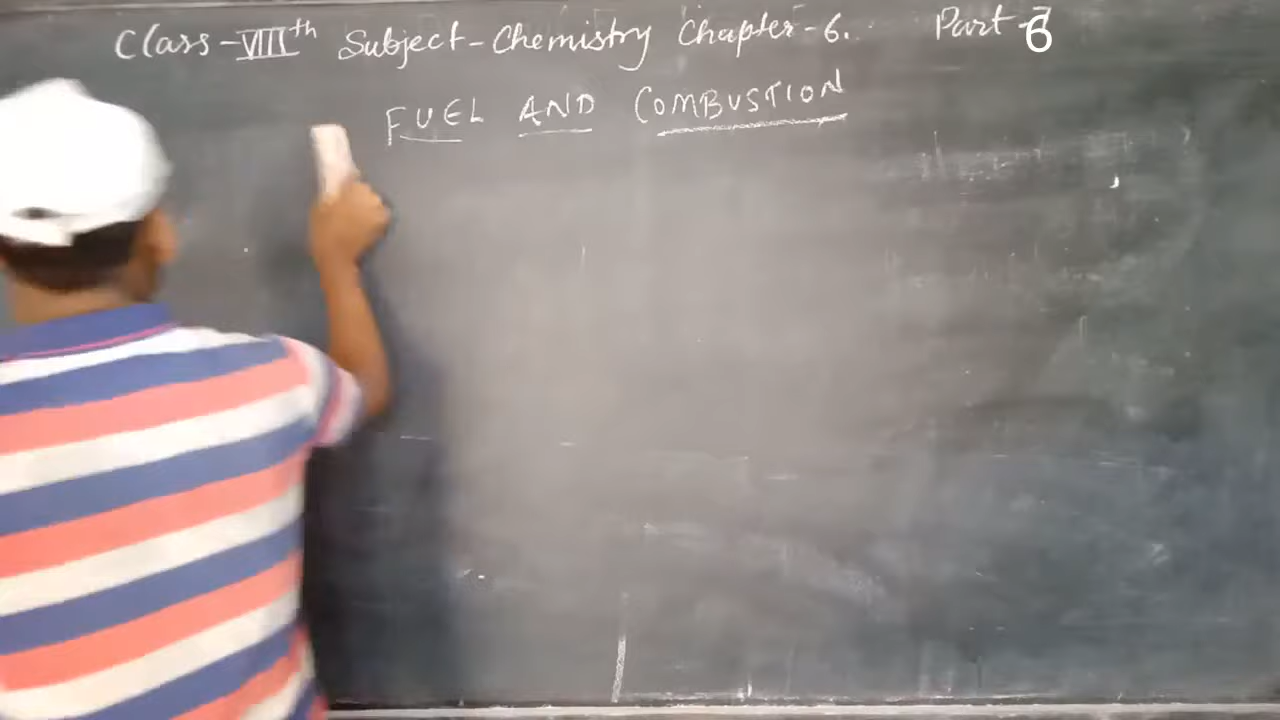 Class-VIIIth Subject-Chemistry Chapter-6. Part-6
FUEL AND COMBUSTION